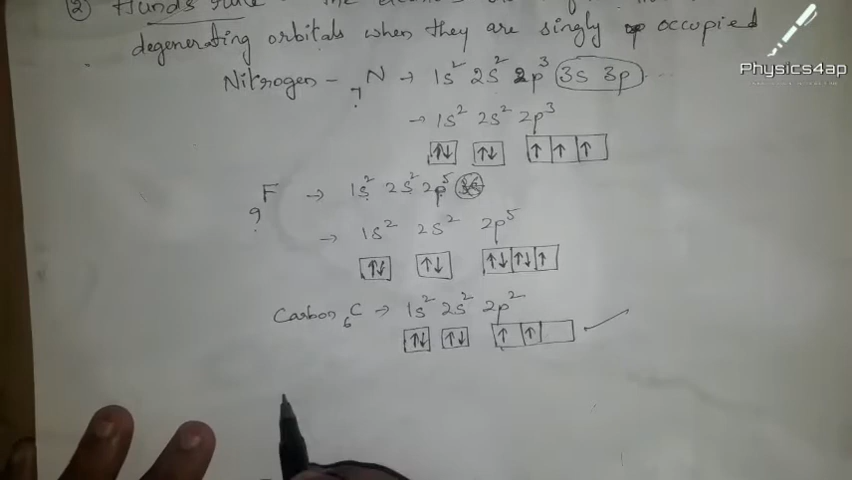 ② Hunds rule
degenerating orbitals when they are singly occupied
Physics4ap
Nitrogen – ₇N → 1s² 2s² 2p³ 3s 3p
→ 1s² 2s² 2p³
↑↓ ↑↓ ↑ ↑ ↑
₉F → 1s² 2s² 2p⁵
→ 1s² 2s² 2p⁵
↑↓ ↑↓ ↑↓ ↑↓ ↑
Carbon ₆C → 1s² 2s² 2p²
↑↓ ↑↓ ↑ ↑